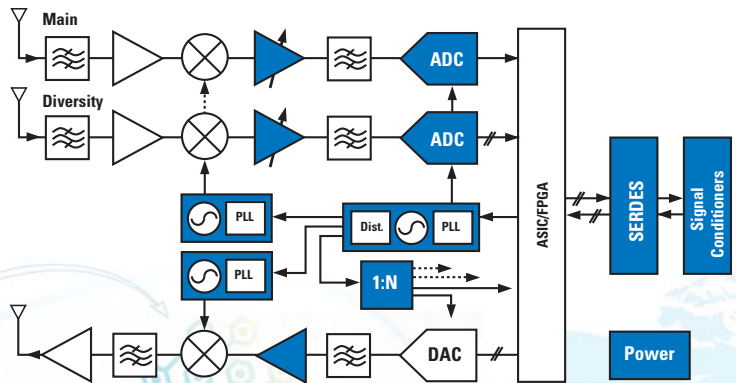 Main
ADC
Diversity
ADC
PLL
Dist.
PLL
PLL
1:N
DAC
ASIC/FPGA
SERDES
Signal
Conditioners
Power